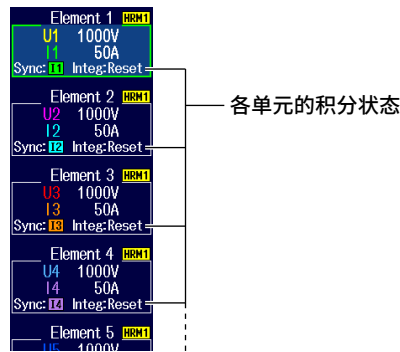 Element 1 HRM1
U1 1000V
I1 50A
Sync: I1 Integ:Reset
各单元的积分状态
Element 2 HRM1
U2 1000V
I2 50A
Sync: I2 Integ:Reset
Element 3 HRM1
U3 1000V
I3 50A
Sync: I3 Integ:Reset
Element 4 HRM1
U4 1000V
I4 50A
Sync: I4 Integ:Reset
Element 5 HRM1
U5 1000V